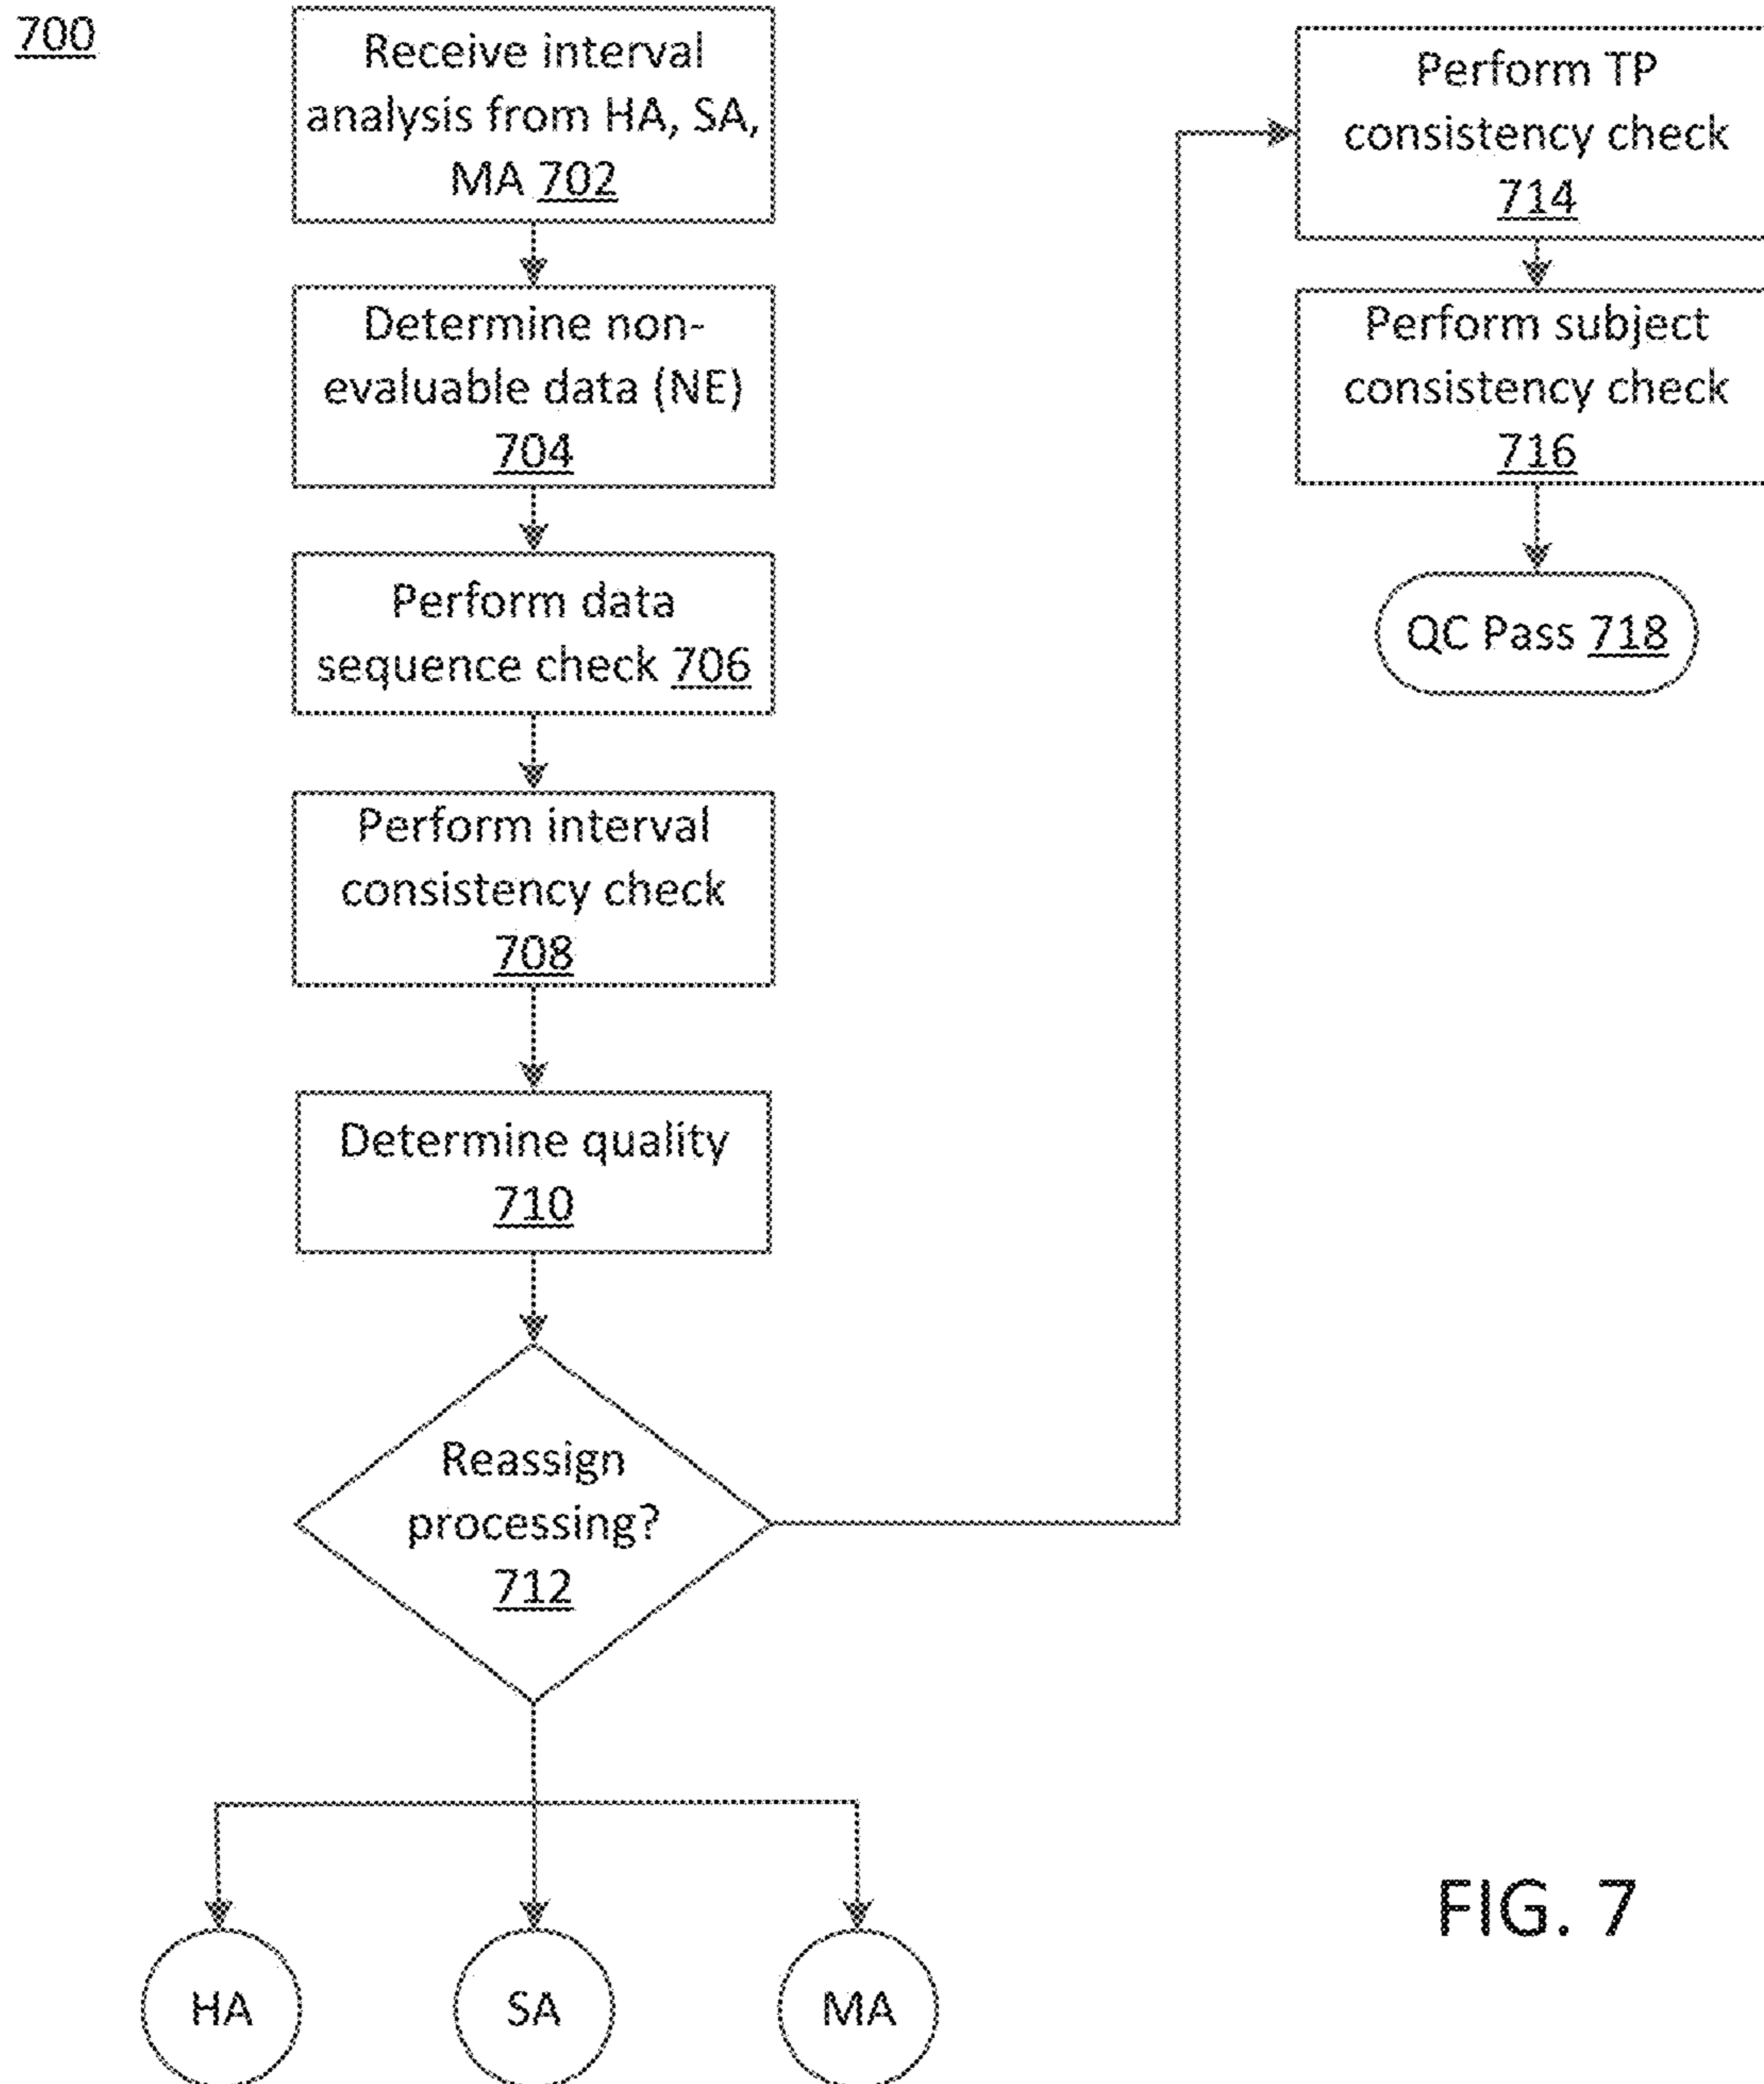 700
Receive interval
analysis from HA, SA,
MA 702
Determine non-
evaluable data (NE)
704
Perform data
sequence check 706
Perform interval
consistency check
708
Determine quality
710
Reassign
processing?
712
HA
SA
MA
Perform TP
consistency check
714
Perform subject
consistency check
716
QC Pass 718
FIG. 7